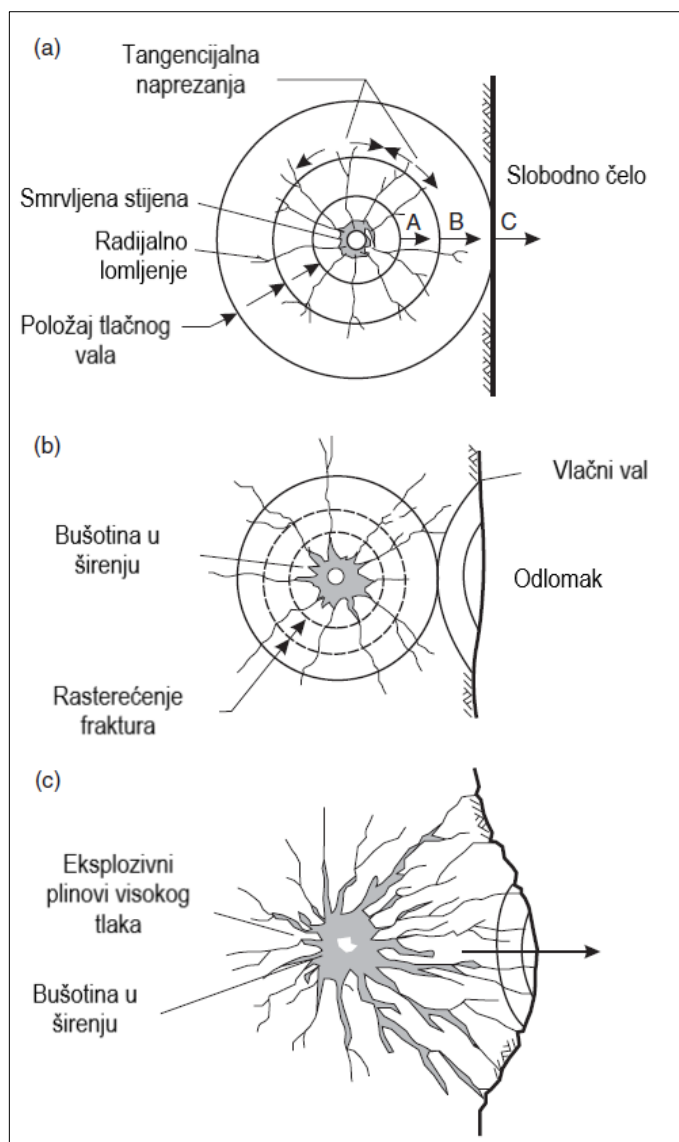 (a)
Tangencijalna
naprezanja
Slobodno čelo
Smrvljena stijena
A B C
Radijalno
lomljenje
Položaj tlačnog
vala
(b)
Vlačni val
Bušotina u
širenju
Odlomak
Rasterećenje
fraktura
(c)
Eksplozivni
plinovi visokog
tlaka
Bušotina u
širenju